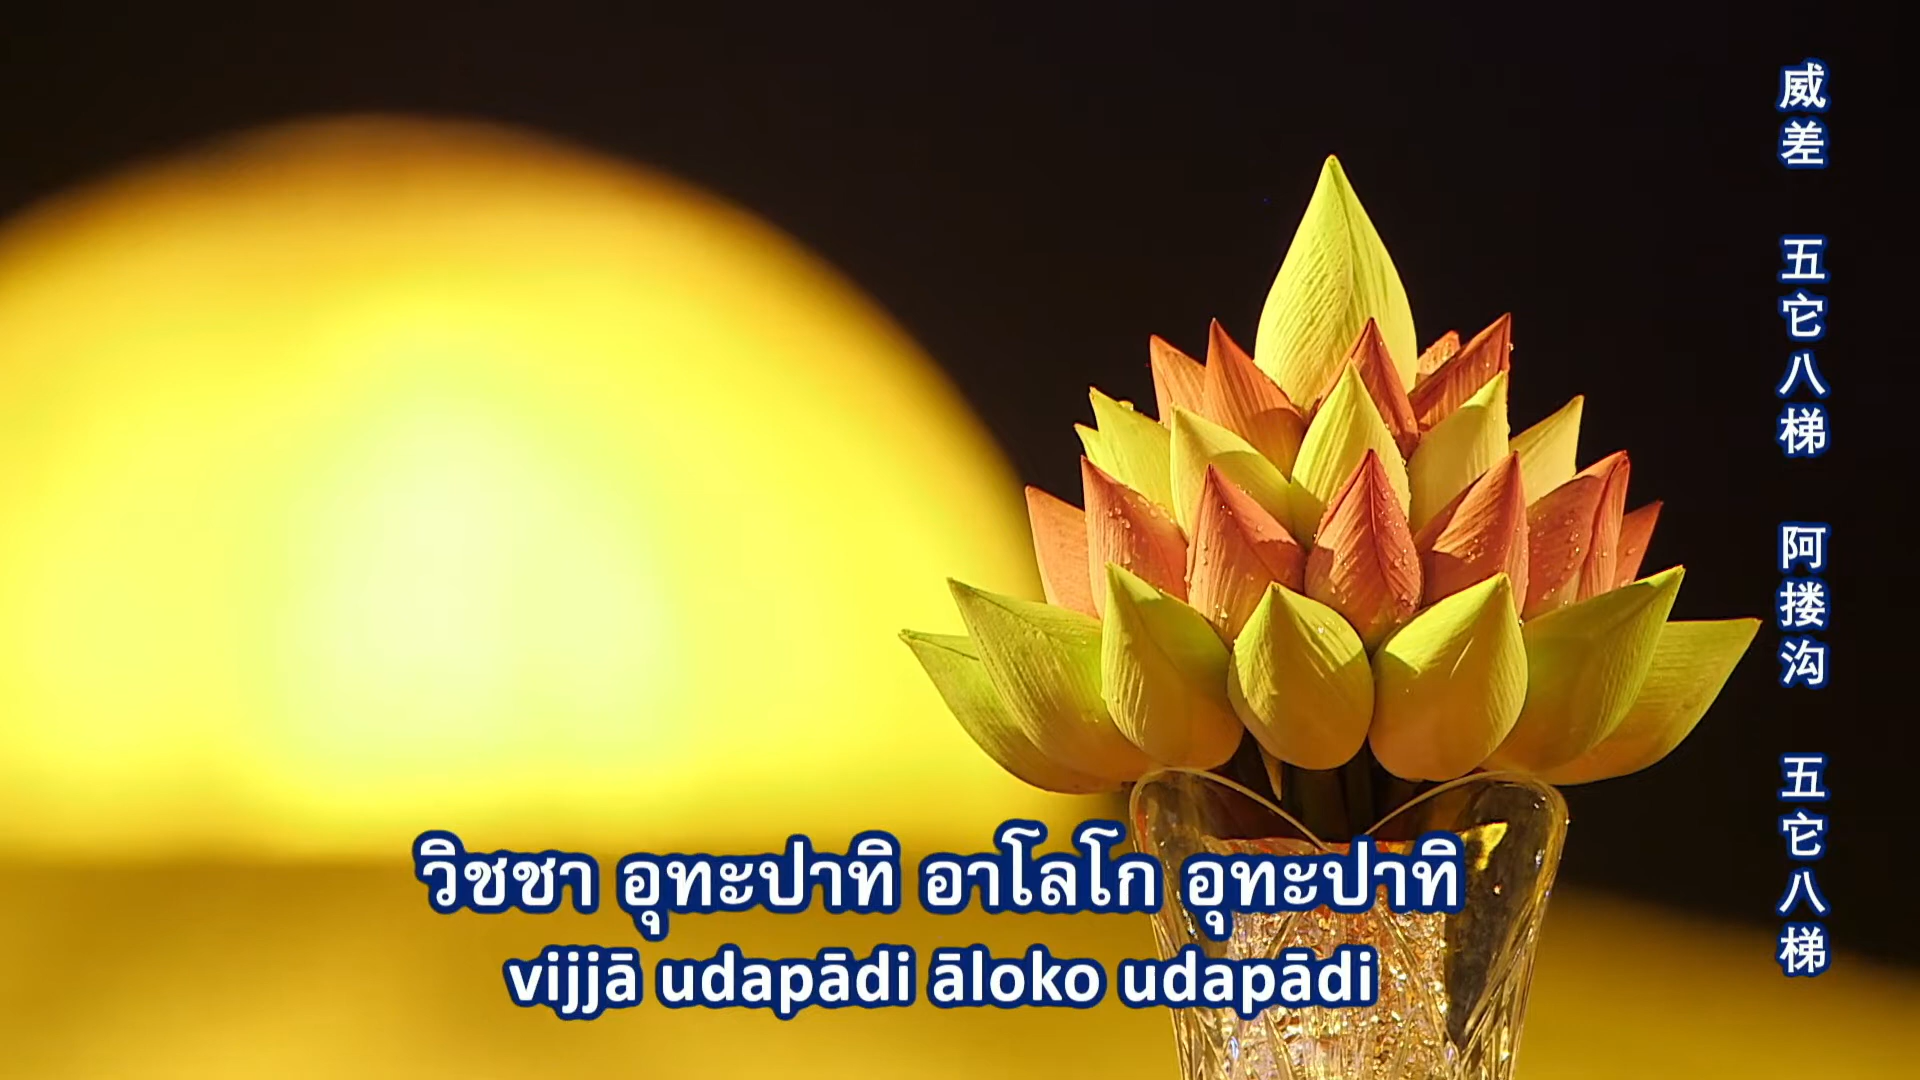 威差 五它八梯 阿搂沟 五它八梯
วิชชา อุทะปาทิ อาโลโก อุทะปาทิ
vijjā udapādi āloko udapādi